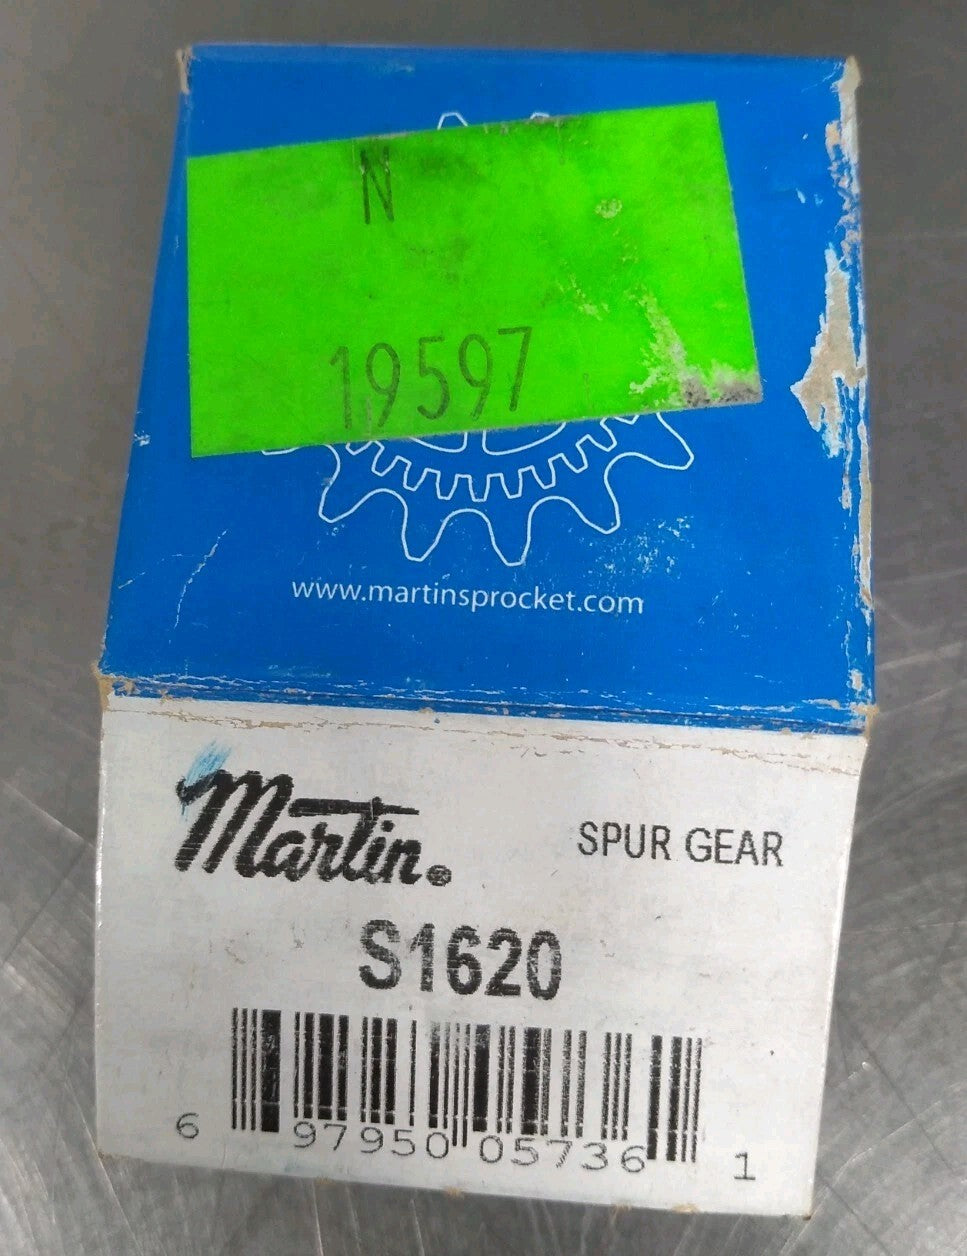 N
19597
www.martinsprocket.com
Martin®
SPUR GEAR
S1620
6 97950 05736 1